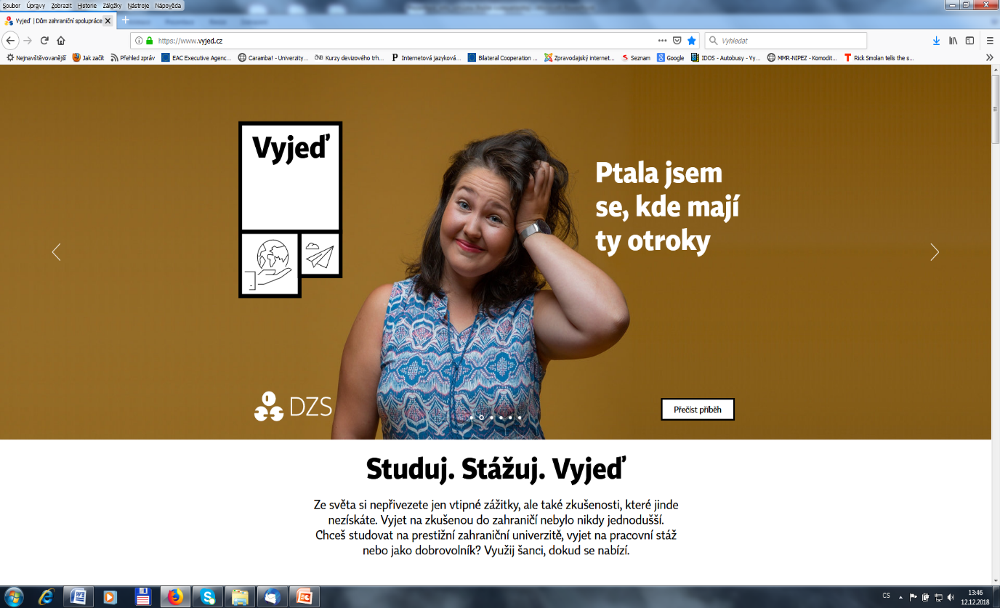 Soubor Úpravy Zobrazit Historie Záložky Nástroje Nápověda
Vyjeď | Dům zahraniční spolupráce
https://www.vyjed.cz
Vyhledat
Nejnavštěvovanější Jak začít Přehled zpráv EAC Executive Agenc... Caramba! - Univerzity... Kurzy devizového trh... Internetová jazyková... Bilateral Cooperation ... Zpravodajský internet... Seznam Google IDOS - Autobusy - Vy... MMR-NIPEZ - Komodit... Rick Smolan tells the s...
Vyjeď
Ptala jsem
se, kde mají
ty otroky
DZS
Přečíst příběh
Studuj. Stážuj. Vyjeď
Ze světa si nepřivezete jen vtipné zážitky, ale také zkušenosti, které jinde
nezískáte. Vyjet na zkušenou do zahraničí nebylo nikdy jednodušší.
Chceš studovat na prestižní zahraniční univerzitě, vyjet na pracovní stáž
nebo jako dobrovolník? Využij šanci, dokud se nabízí.
CS
13:46
12.12.2018